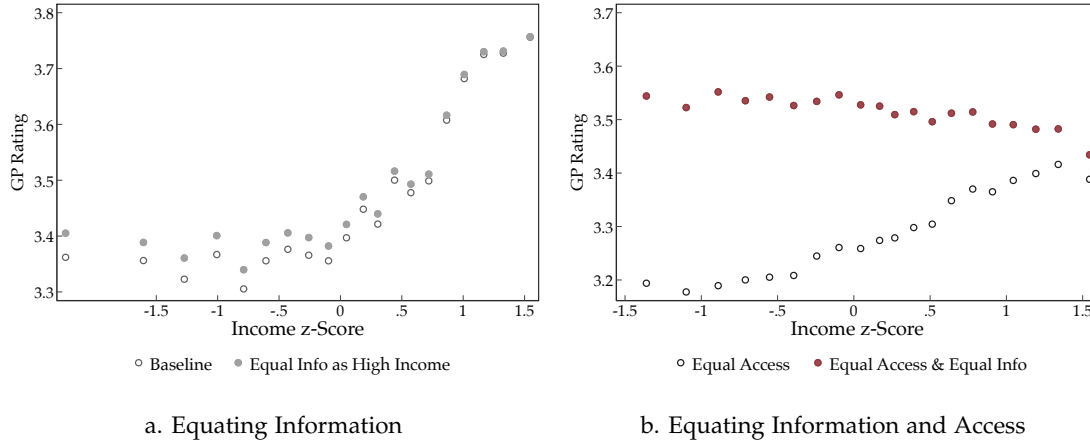 3.8
3.7
3.6
3.5
3.4
3.3
GP Rating
-1.5
-1
-.5
0
.5
1
1.5
Income z-Score
Baseline
Equal Info as High Income
a. Equating Information
3.7
3.6
3.5
3.4
3.3
3.2
GP Rating
-1.5
-1
-.5
0
.5
1
1.5
Income z-Score
Equal Access
Equal Access & Equal Info
b. Equating Information and Access